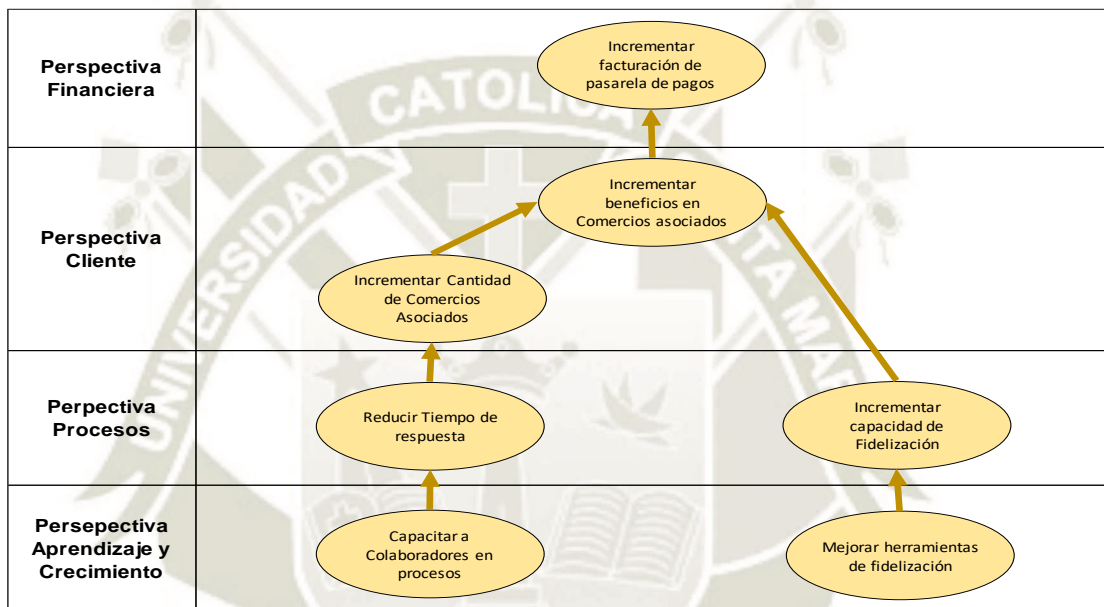 Perspectiva
Financiera
Incrementar
facturación de
pasarela de pagos
Perspectiva
Cliente
Incrementar
beneficios en
Comercios asociados
Incrementar Cantidad
de Comercios
Asociados
Perpectiva
Procesos
Reducir Tiempo de
respuesta
Incrementar
capacidad de
Fidelización
Persepectiva
Aprendizaje y
Crecimiento
Capacitar a
Colaboradores en
procesos
Mejorar herramientas
de fidelización
UNIVERSIDAD CATOLICA